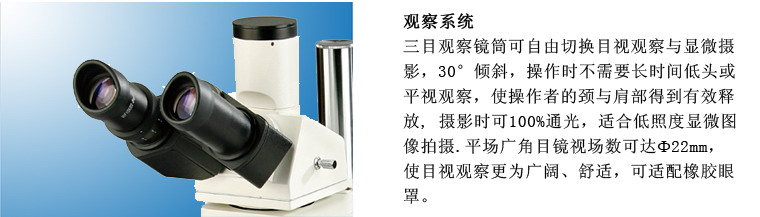 观察系统
三目观察镜筒可自由切换目视观察与显微摄
影，30°倾斜，操作时不需要长时间低头或
平视观察，使操作者的颈与肩部得到有效释
放, 摄影时可100%通光，适合低照度显微图
像拍摄.平场广角目镜视场数可达Φ22mm，
使目视观察更为广阔、舒适，可适配橡胶眼
罩。